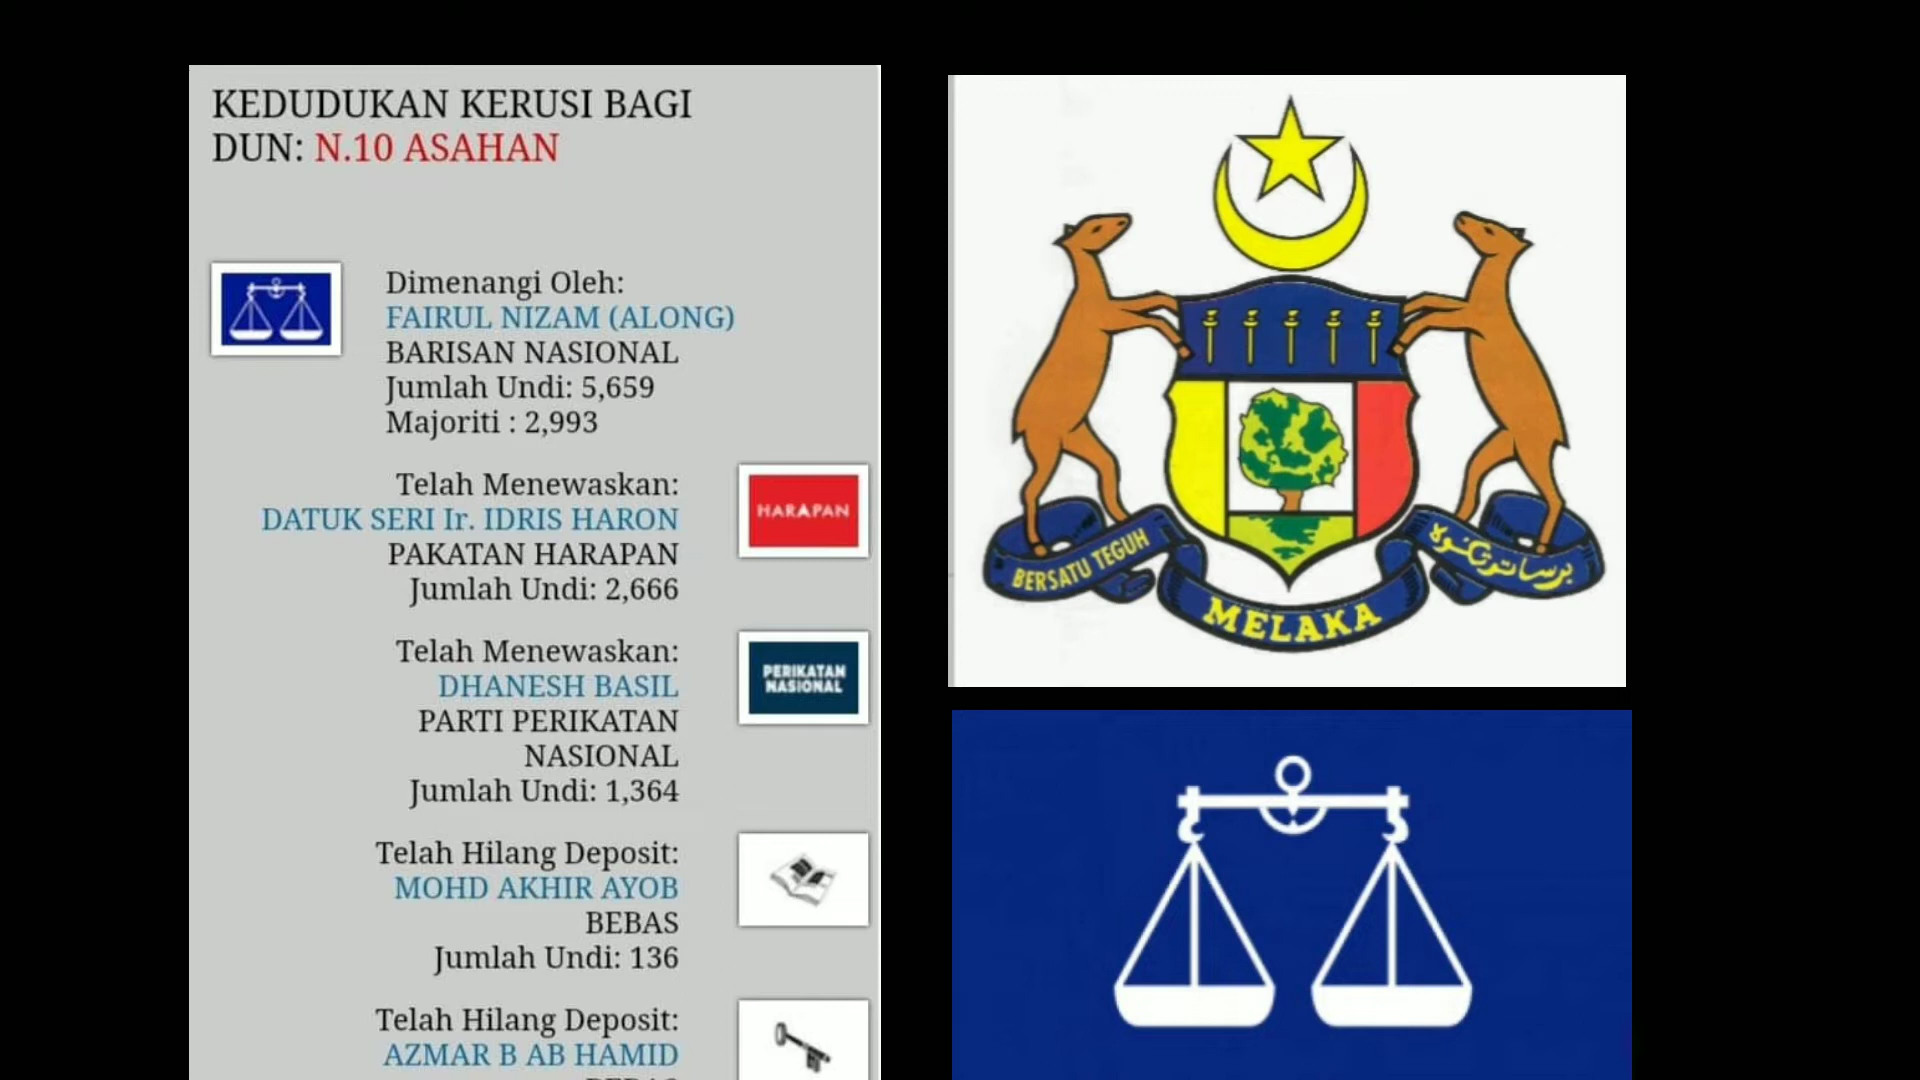 KEDUDUKAN KERUSI BAGI
DUN: N.10 ASAHAN
Dimenangi Oleh:
FAIRUL NIZAM (ALONG)
BARISAN NASIONAL
Jumlah Undi: 5,659
Majoriti : 2,993
Telah Menewaskan:
DATUK SERI Ir. IDRIS HARON
PAKATAN HARAPAN
Jumlah Undi: 2,666
HARAPAN
Telah Menewaskan:
DHANESH BASIL
PARTI PERIKATAN
NASIONAL
Jumlah Undi: 1,364
PERIKATAN
NASIONAL
Telah Hilang Deposit:
MOHD AKHIR AYOB
BEBAS
Jumlah Undi: 136
Telah Hilang Deposit:
AZMAR B AB HAMID
BERSATU TEGUH
MELAKA